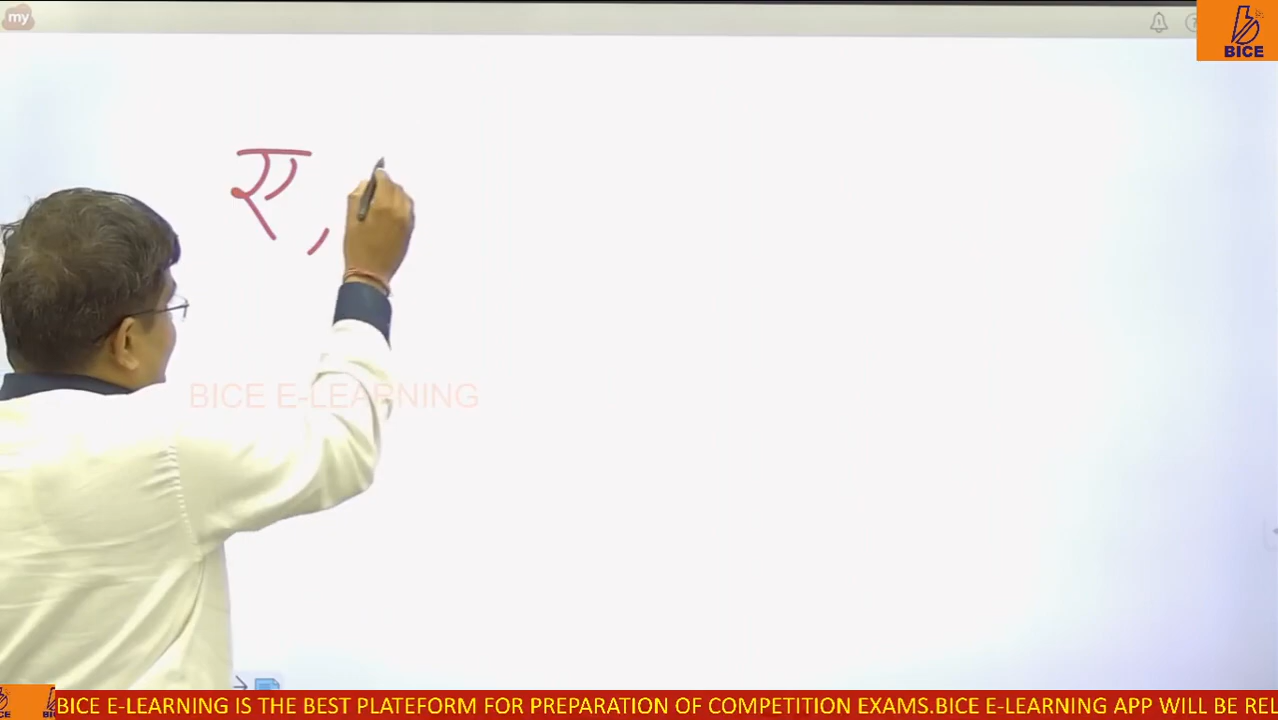 my
BICE
ए,
BICE E-LEARNING
BICE E-LEARNING IS THE BEST PLATEFORM FOR PREPARATION OF COMPETITION EXAMS.BICE E-LEARNING APP WILL BE REL